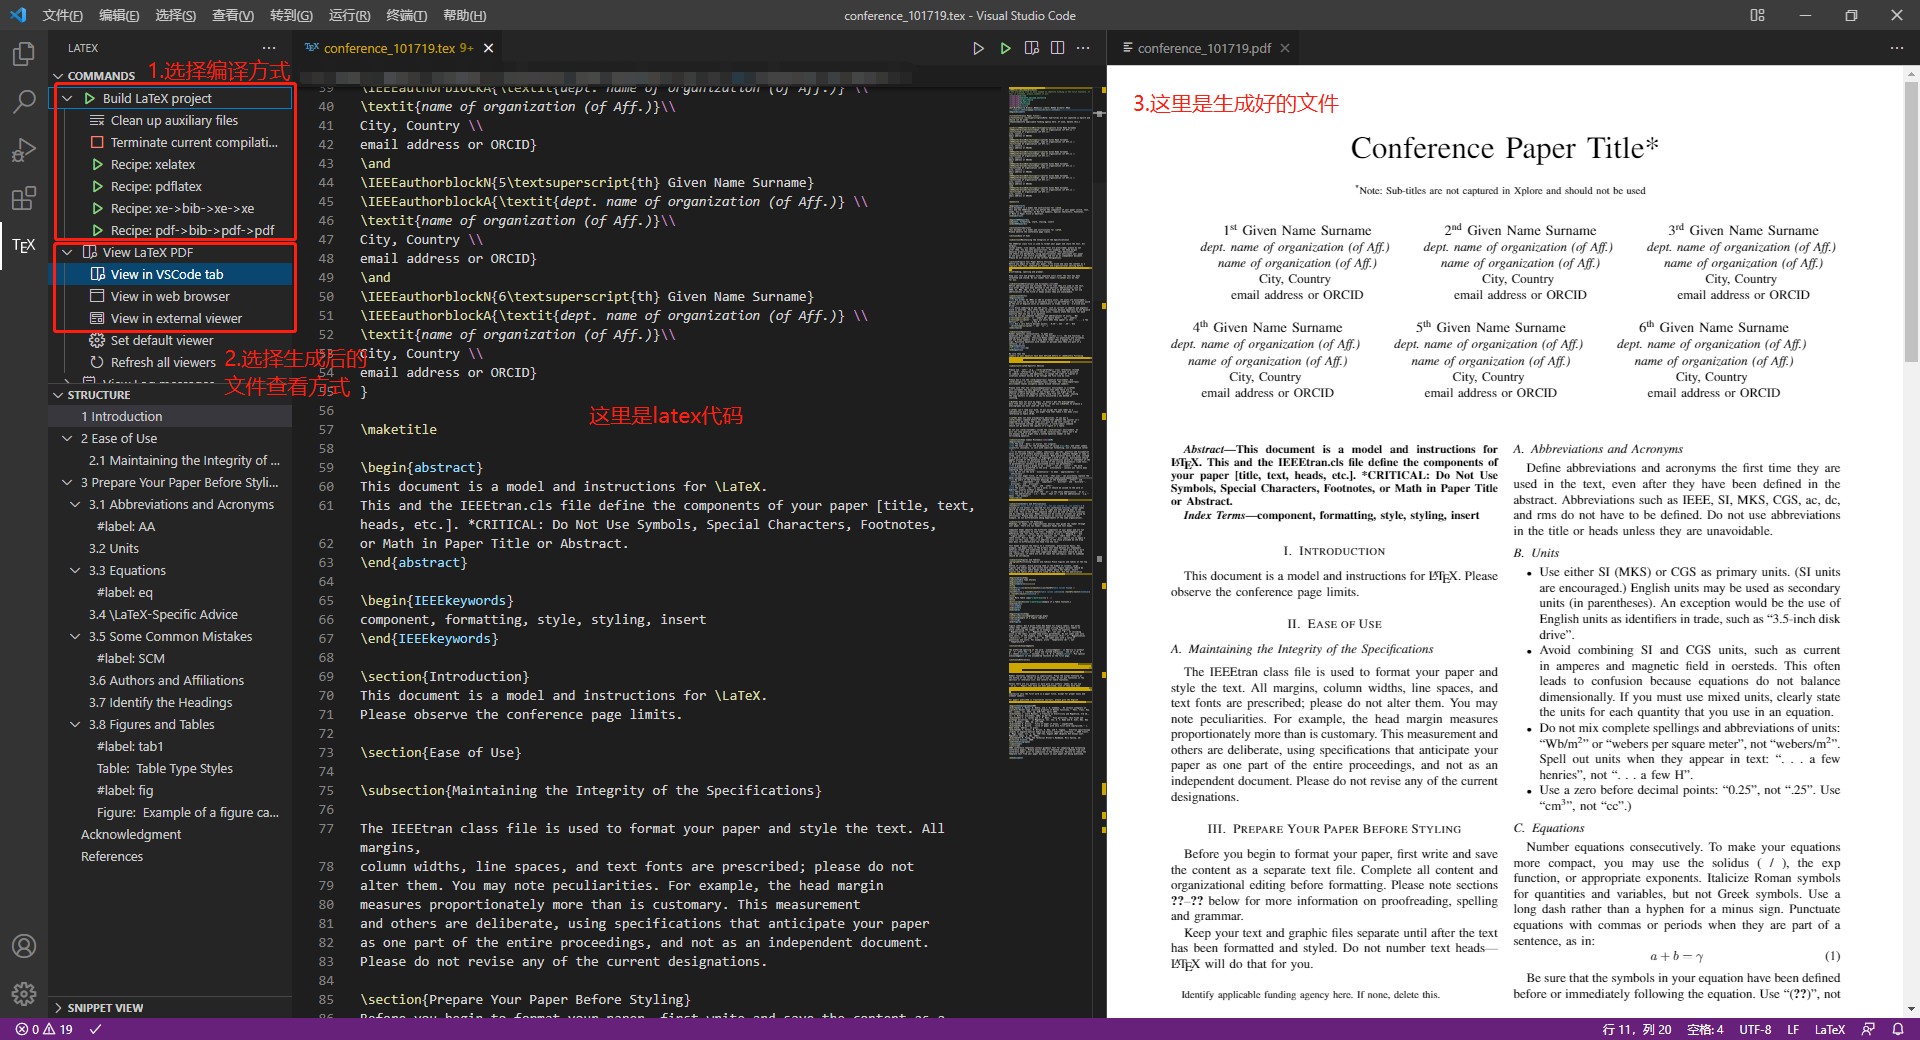 文件(F) 编辑(E) 选择(S) 查看(V) 转到(G) 运行(R) 终端(T) 帮助(H)
conference_101719.tex - Visual Studio Code
LATEX
COMMANDS
1.选择编译方式
Build LaTeX project
Clean up auxiliary files
Terminate current compilati...
Recipe: xelatex
Recipe: pdflatex
Recipe: xe->bib->xe->xe
Recipe: pdf->bib->pdf->pdf
View LaTeX PDF
View in VSCode tab
View in web browser
View in external viewer
Set default viewer
Refresh all viewers
View Log messages
2.选择生成后的
文件查看方式
STRUCTURE
1 Introduction
2 Ease of Use
2.1 Maintaining the Integrity of ...
3 Prepare Your Paper Before Styli...
3.1 Abbreviations and Acronyms
#label: AA
3.2 Units
3.3 Equations
#label: eq
3.4 \LaTeX-Specific Advice
3.5 Some Common Mistakes
#label: SCM
3.6 Authors and Affiliations
3.7 Identify the Headings
3.8 Figures and Tables
#label: tab1
Table: Table Type Styles
#label: fig
Figure: Example of a figure ca...
Acknowledgment
References
SNIPPET VIEW
TEX
conference_101719.tex 9+
39 \IEEEauthorblockA{\textit{dept. name of organization (of Aff.)} \\
40 \textit{name of organization (of Aff.)}\\
41 City, Country \\
42 email address or ORCID}
43 \and
44 \IEEEauthorblockN{5\textsuperscript{th} Given Name Surname}
45 \IEEEauthorblockA{\textit{dept. name of organization (of Aff.)} \\
46 \textit{name of organization (of Aff.)}\\
47 City, Country \\
48 email address or ORCID}
49 \and
50 \IEEEauthorblockN{6\textsuperscript{th} Given Name Surname}
51 \IEEEauthorblockA{\textit{dept. name of organization (of Aff.)} \\
52 \textit{name of organization (of Aff.)}\\
53 City, Country \\
54 email address or ORCID}
55 }
56
这里是latex代码
57 \maketitle
58
59 \begin{abstract}
60 This document is a model and instructions for \LaTeX.
61 This and the IEEEtran.cls file define the components of your paper [title, text,
heads, etc.]. *CRITICAL: Do Not Use Symbols, Special Characters, Footnotes,
62 or Math in Paper Title or Abstract.
63 \end{abstract}
64
65 \begin{IEEEkeywords}
66 component, formatting, style, styling, insert
67 \end{IEEEkeywords}
68
69 \section{Introduction}
70 This document is a model and instructions for \LaTeX.
71 Please observe the conference page limits.
72
73 \section{Ease of Use}
74
75 \subsection{Maintaining the Integrity of the Specifications}
76
77 The IEEEtran class file is used to format your paper and style the text. All
margins,
78 column widths, line spaces, and text fonts are prescribed; please do not
79 alter them. You may note peculiarities. For example, the head margin
80 measures proportionately more than is customary. This measurement
81 and others are deliberate, using specifications that anticipate your paper
82 as one part of the entire proceedings, and not as an independent document.
83 Please do not revise any of the current designations.
84
85 \section{Prepare Your Paper Before Styling}
86 Before you begin to format your paper, first write and save the content as a
conference_101719.pdf
3.这里是生成好的文件
Conference Paper Title*
*Note: Sub-titles are not captured in Xplore and should not be used
1st Given Name Surname
dept. name of organization (of Aff.)
name of organization (of Aff.)
City, Country
email address or ORCID
2nd Given Name Surname
dept. name of organization (of Aff.)
name of organization (of Aff.)
City, Country
email address or ORCID
3rd Given Name Surname
dept. name of organization (of Aff.)
name of organization (of Aff.)
City, Country
email address or ORCID
4th Given Name Surname
dept. name of organization (of Aff.)
name of organization (of Aff.)
City, Country
email address or ORCID
5th Given Name Surname
dept. name of organization (of Aff.)
name of organization (of Aff.)
City, Country
email address or ORCID
6th Given Name Surname
dept. name of organization (of Aff.)
name of organization (of Aff.)
City, Country
email address or ORCID
Abstract—This document is a model and instructions for
LATEX. This and the IEEEtran.cls file define the components of
your paper [title, text, heads, etc.]. *CRITICAL: Do Not Use
Symbols, Special Characters, Footnotes, or Math in Paper Title
or Abstract.
Index Terms—component, formatting, style, styling, insert
I. INTRODUCTION
This document is a model and instructions for LATEX. Please
observe the conference page limits.
II. EASE OF USE
A. Maintaining the Integrity of the Specifications
The IEEEtran class file is used to format your paper and
style the text. All margins, column widths, line spaces, and
text fonts are prescribed; please do not alter them. You may
note peculiarities. For example, the head margin measures
proportionately more than is customary. This measurement and
others are deliberate, using specifications that anticipate your
paper as one part of the entire proceedings, and not as an
independent document. Please do not revise any of the current
designations.
III. PREPARE YOUR PAPER BEFORE STYLING
Before you begin to format your paper, first write and save
the content as a separate text file. Complete all content and
organizational editing before formatting. Please note sections
??–?? below for more information on proofreading, spelling
and grammar.
Keep your text and graphic files separate until after the text
has been formatted and styled. Do not number text heads—
LATEX will do that for you.
Identify applicable funding agency here. If none, delete this.
A. Abbreviations and Acronyms
Define abbreviations and acronyms the first time they are
used in the text, even after they have been defined in the
abstract. Abbreviations such as IEEE, SI, MKS, CGS, ac, dc,
and rms do not have to be defined. Do not use abbreviations
in the title or heads unless they are unavoidable.
B. Units
• Use either SI (MKS) or CGS as primary units. (SI units
are encouraged.) English units may be used as secondary
units (in parentheses). An exception would be the use of
English units as identifiers in trade, such as “3.5-inch disk
drive”.
• Avoid combining SI and CGS units, such as current
in amperes and magnetic field in oersteds. This often
leads to confusion because equations do not balance
dimensionally. If you must use mixed units, clearly state
the units for each quantity that you use in an equation.
• Do not mix complete spellings and abbreviations of units:
“Wb/m2” or “webers per square meter”, not “webers/m2”.
Spell out units when they appear in text: “. . . a few
henries”, not “. . . a few H”.
• Use a zero before decimal points: “0.25”, not “.25”. Use
“cm3”, not “cc”.)
C. Equations
Number equations consecutively. To make your equations
more compact, you may use the solidus ( / ), the exp
function, or appropriate exponents. Italicize Roman symbols
for quantities and variables, but not Greek symbols. Use a
long dash rather than a hyphen for a minus sign. Punctuate
equations with commas or periods when they are part of a
sentence, as in:
a + b = γ (1)
Be sure that the symbols in your equation have been defined
before or immediately following the equation. Use “(??)”, not
0 19
行 11, 列 20 空格: 4 UTF-8 LF LaTeX